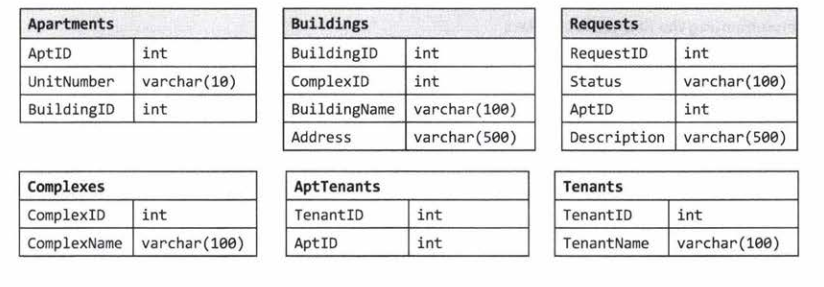 Apartments
AptID int
UnitNumber varchar(10)
BuildingID int
Buildings
BuildingID int
ComplexID int
BuildingName varchar(100)
Address varchar(500)
Requests
RequestID int
Status varchar(100)
AptID int
Description varchar(500)
Complexes
ComplexID int
ComplexName varchar(100)
AptTenants
TenantID int
AptID int
Tenants
TenantID int
TenantName varchar(100)